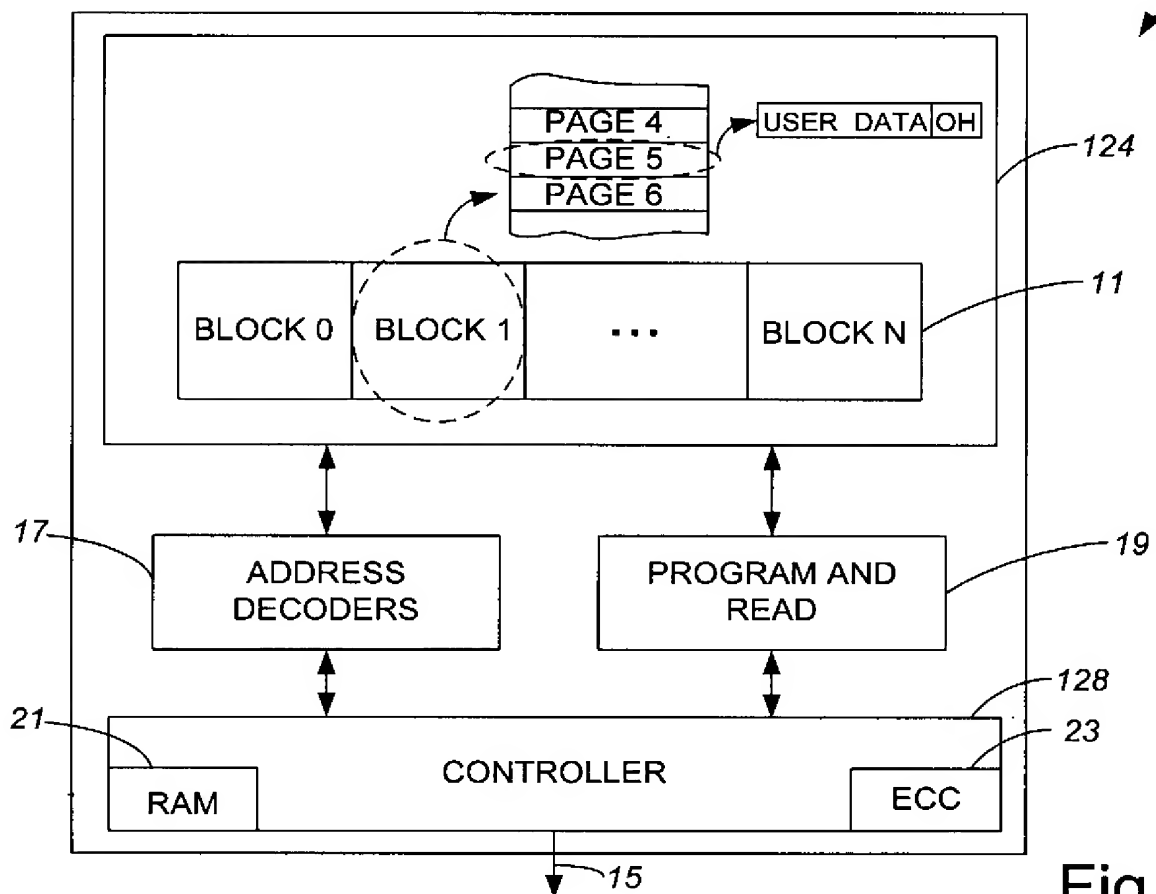 PAGE 4
PAGE 5
PAGE 6
USER DATA OH
124
11
BLOCK 0
BLOCK 1
...
BLOCK N
17
ADDRESS
DECODERS
PROGRAM AND
READ
19
21
128
23
CONTROLLER
RAM
ECC
15
Fig